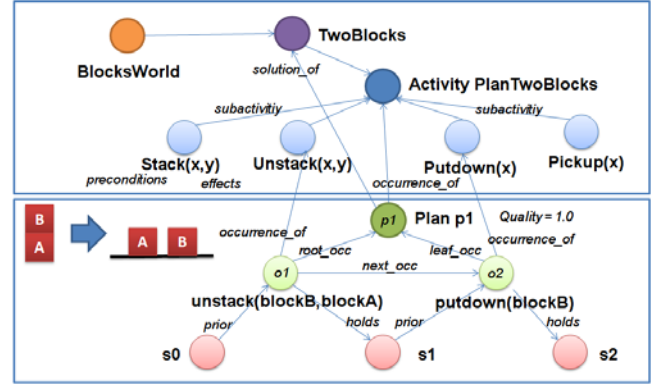 TwoBlocks
BlocksWorld
solution_of
Activity PlanTwoBlocks
subactivitiy
subactivitiy
Stack(x,y)
Unstack(x,y)
Putdown(x)
Pickup(x)
preconditions
effects
occurrence_of
B
A
A
B
p1
Plan p1
Quality = 1.0
occurrence_of
occurrence_of
root_occ
leaf_occ
o1
next_occ
o2
unstack(blockB,blockA)
putdown(blockB)
prior
holds
prior
holds
s0
s1
s2